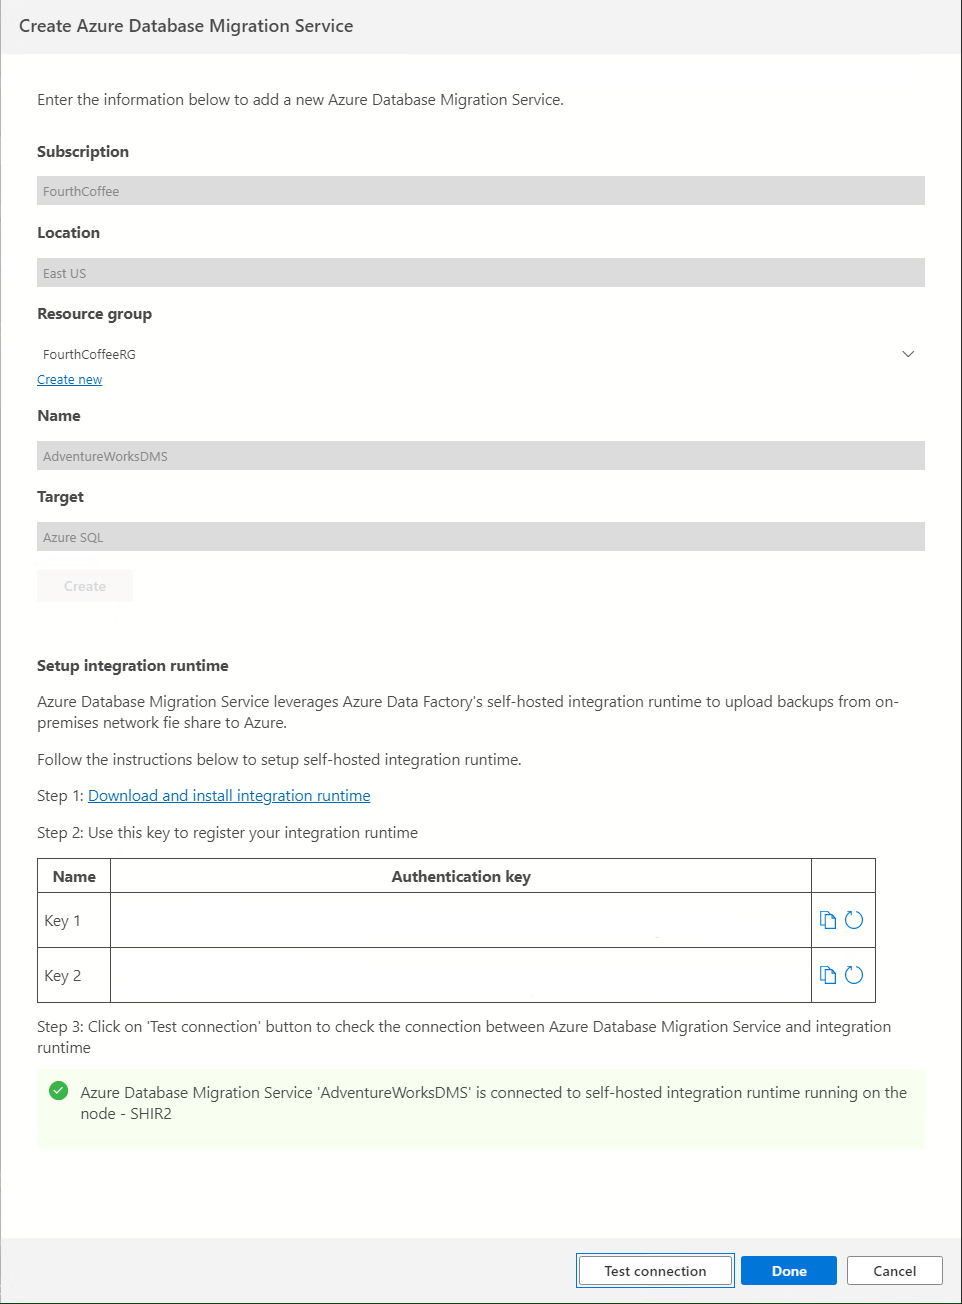 Create Azure Database Migration Service
Enter the information below to add a new Azure Database Migration Service.
Subscription
FourthCoffee
Location
East US
Resource group
FourthCoffeeRG
Create new
Name
AdventureWorksDMS
Target
Azure SQL
Create
Setup integration runtime
Azure Database Migration Service leverages Azure Data Factory's self-hosted integration runtime to upload backups from on-
premises network fie share to Azure.
Follow the instructions below to setup self-hosted integration runtime.
Step 1: Download and install integration runtime
Step 2: Use this key to register your integration runtime
Name Authentication key
Key 1
Key 2
Step 3: Click on 'Test connection' button to check the connection between Azure Database Migration Service and integration
runtime
Azure Database Migration Service 'AdventureWorksDMS' is connected to self-hosted integration runtime running on the
node - SHIR2
Test connection Done Cancel